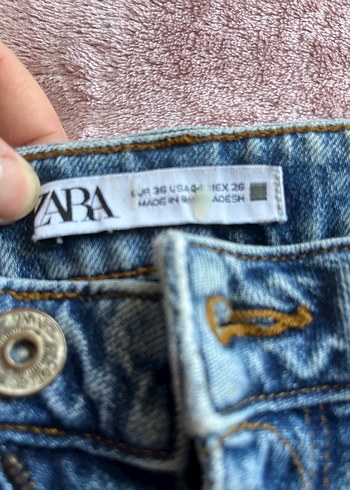 ZARA
EUR 36 USA 04 MEX 26
MADE IN